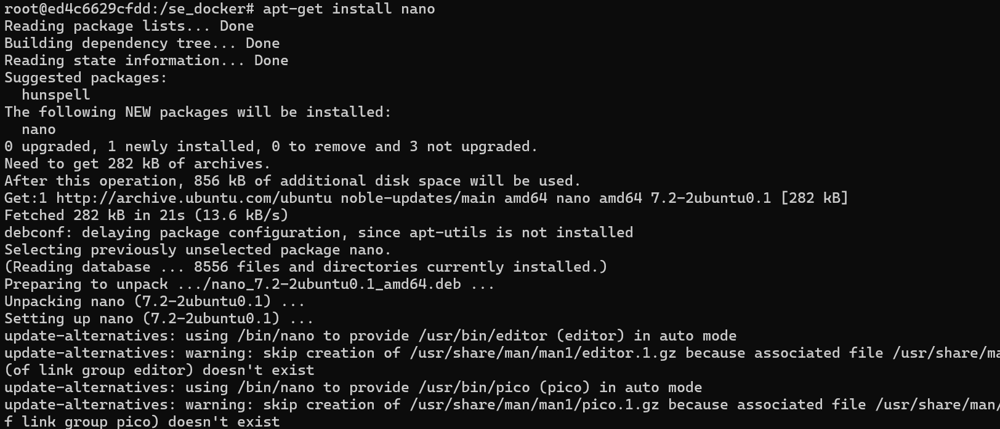 root@ed4c6629cfdd:/se_docker# apt-get install nano
Reading package lists... Done
Building dependency tree... Done
Reading state information... Done
Suggested packages:
  hunspell
The following NEW packages will be installed:
  nano
0 upgraded, 1 newly installed, 0 to remove and 3 not upgraded.
Need to get 282 kB of archives.
After this operation, 856 kB of additional disk space will be used.
Get:1 http://archive.ubuntu.com/ubuntu noble-updates/main amd64 nano amd64 7.2-2ubuntu0.1 [282 kB]
Fetched 282 kB in 21s (13.6 kB/s)
debconf: delaying package configuration, since apt-utils is not installed
Selecting previously unselected package nano.
(Reading database ... 8556 files and directories currently installed.)
Preparing to unpack .../nano_7.2-2ubuntu0.1_amd64.deb ...
Unpacking nano (7.2-2ubuntu0.1) ...
Setting up nano (7.2-2ubuntu0.1) ...
update-alternatives: using /bin/nano to provide /usr/bin/editor (editor) in auto mode
update-alternatives: warning: skip creation of /usr/share/man/man1/editor.1.gz because associated file /usr/share/ma
(of link group editor) doesn't exist
update-alternatives: using /bin/nano to provide /usr/bin/pico (pico) in auto mode
update-alternatives: warning: skip creation of /usr/share/man/man1/pico.1.gz because associated file /usr/share/man/
f link group pico) doesn't exist